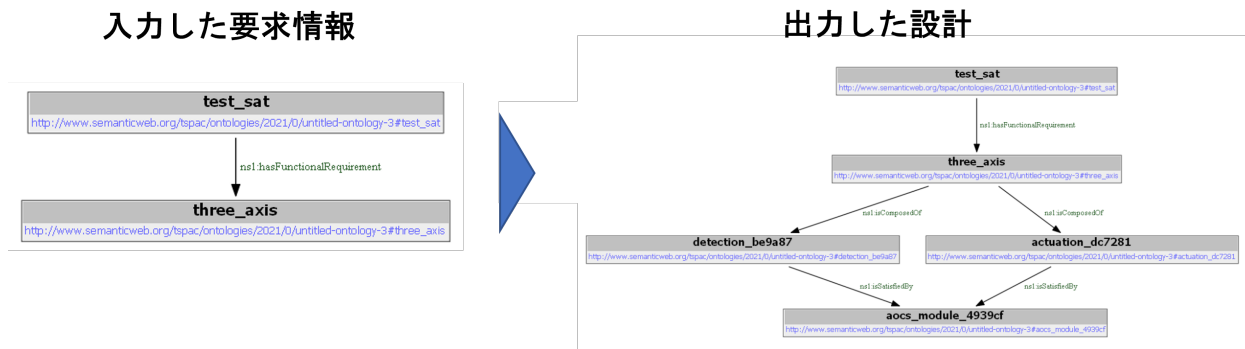 入力した要求情報
test_sat
http://www.semanticweb.org/tspac/ontologies/2021/0/untitled-ontology-3#test_sat
ns1:hasFunctionalRequirement
three_axis
http://www.semanticweb.org/tspac/ontologies/2021/0/untitled-ontology-3#three_axis
出力した設計
test_sat
http://www.semanticweb.org/tspac/ontologies/2021/0/untitled-ontology-3#test_sat
ns1:hasFunctionalRequirement
three_axis
http://www.semanticweb.org/tspac/ontologies/2021/0/untitled-ontology-3#three_axis
ns1:isComposedOf
ns1:isComposedOf
detection_be9a87
http://www.semanticweb.org/tspac/ontologies/2021/0/untitled-ontology-3#detection_be9a87
actuation_dc7281
http://www.semanticweb.org/tspac/ontologies/2021/0/untitled-ontology-3#actuation_dc7281
ns1:isSatisfiedBy
ns1:isSatisfiedBy
aocs_module_4939cf
http://www.semanticweb.org/tspac/ontologies/2021/0/untitled-ontology-3#aocs_module_4939cf